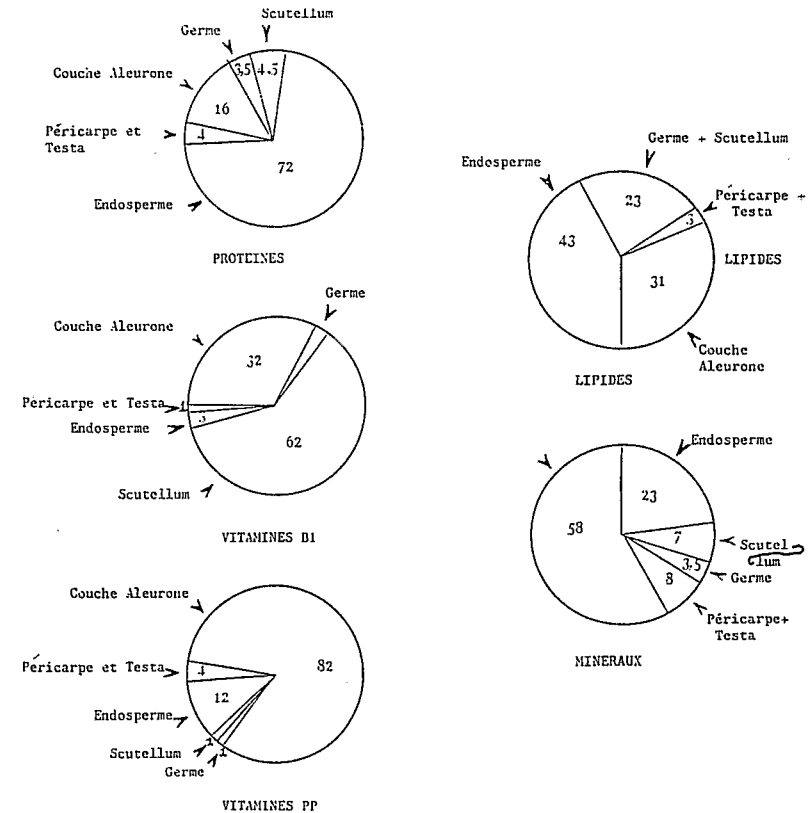 Scutellum
Germe
Couche Aleurone
3,5
4.5
16
Péricarpe et
Testa
4
72
Endosperme
PROTEINES
Germe
Couche Aleurone
32
Péricarpe et Testa
1
Endosperme
3
62
Scutellum
VITAMINES B1
Couche Aleurone
Péricarpe et Testa
4
82
12
Endosperme
Scutellum
1
Germe
1
VITAMINES PP
Germe + Scutellum
Endosperme
23
Péricarpe +
Testa
3
43
LIPIDES
31
Couche
Aleurone
LIPIDES
Endosperme
23
58
7
Scutel
lum
3,5
Germe
8
Péricarpe+
Testa
MINERAUX